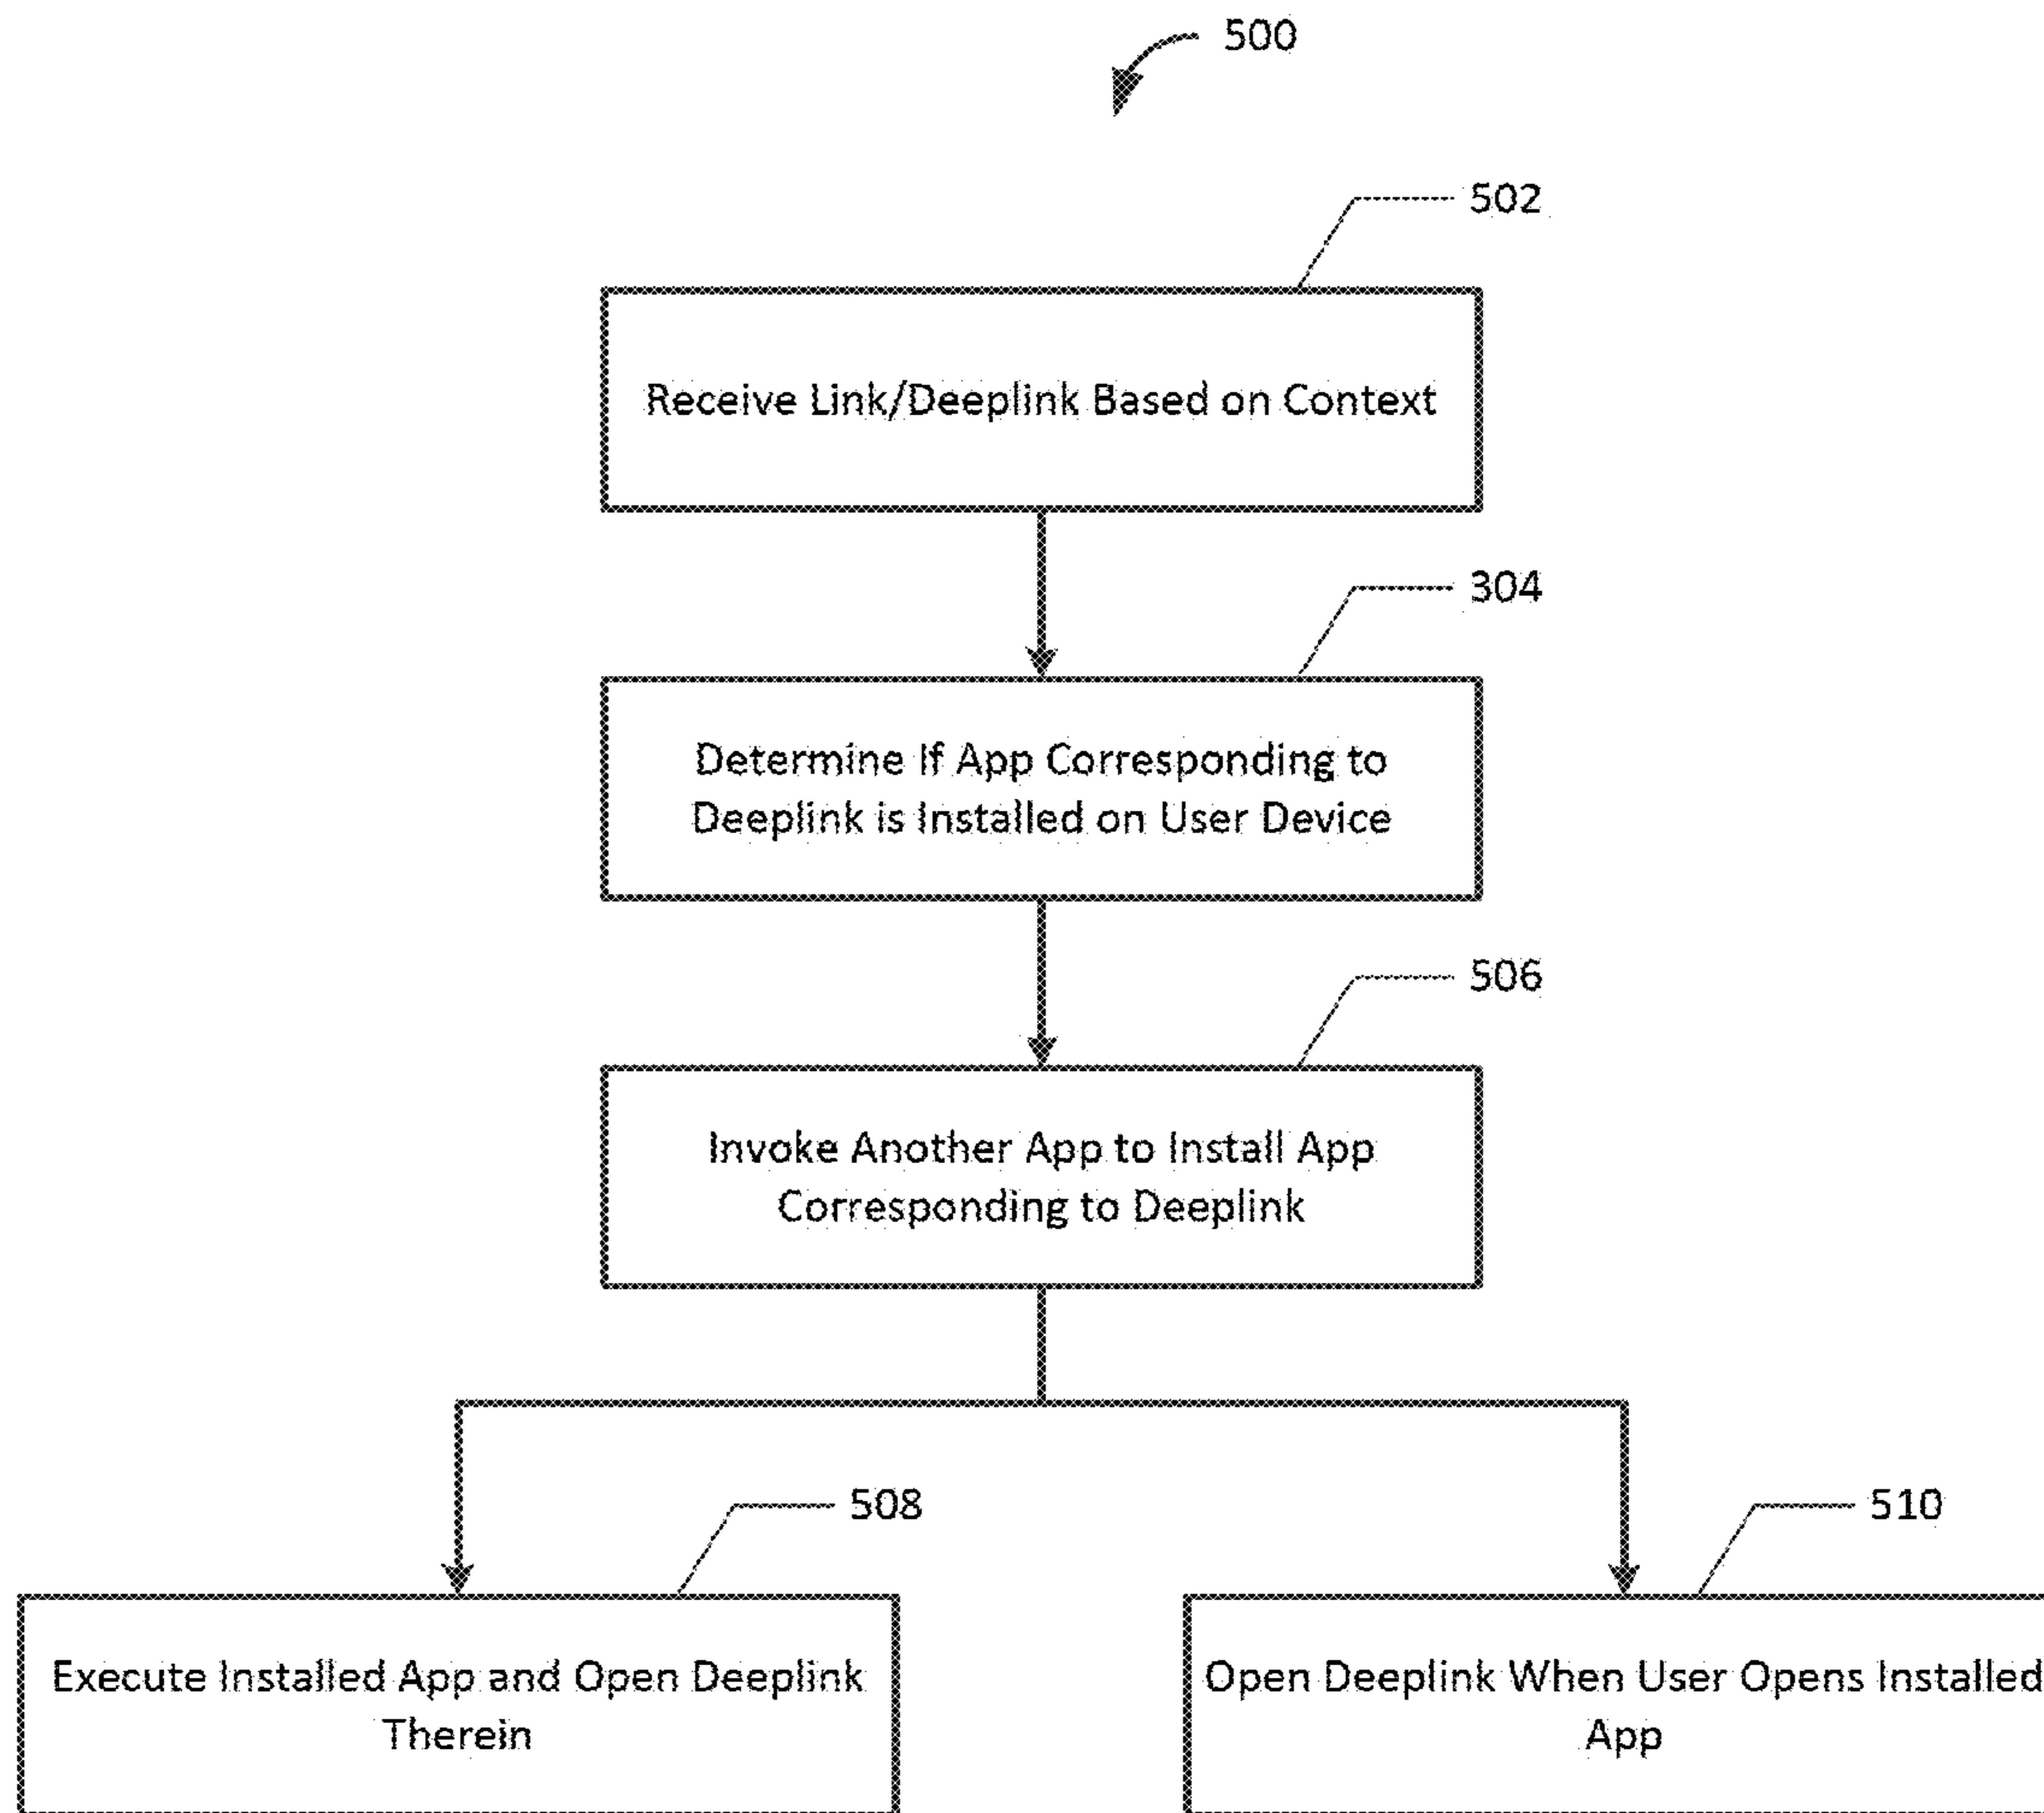 500
502
Receive Link/Deeplink Based on Context
304
Determine If App Corresponding to
Deeplink is Installed on User Device
506
Invoke Another App to Install App
Corresponding to Deeplink
508
Execute Installed App and Open Deeplink
Therein
510
Open Deeplink When User Opens Installed
App